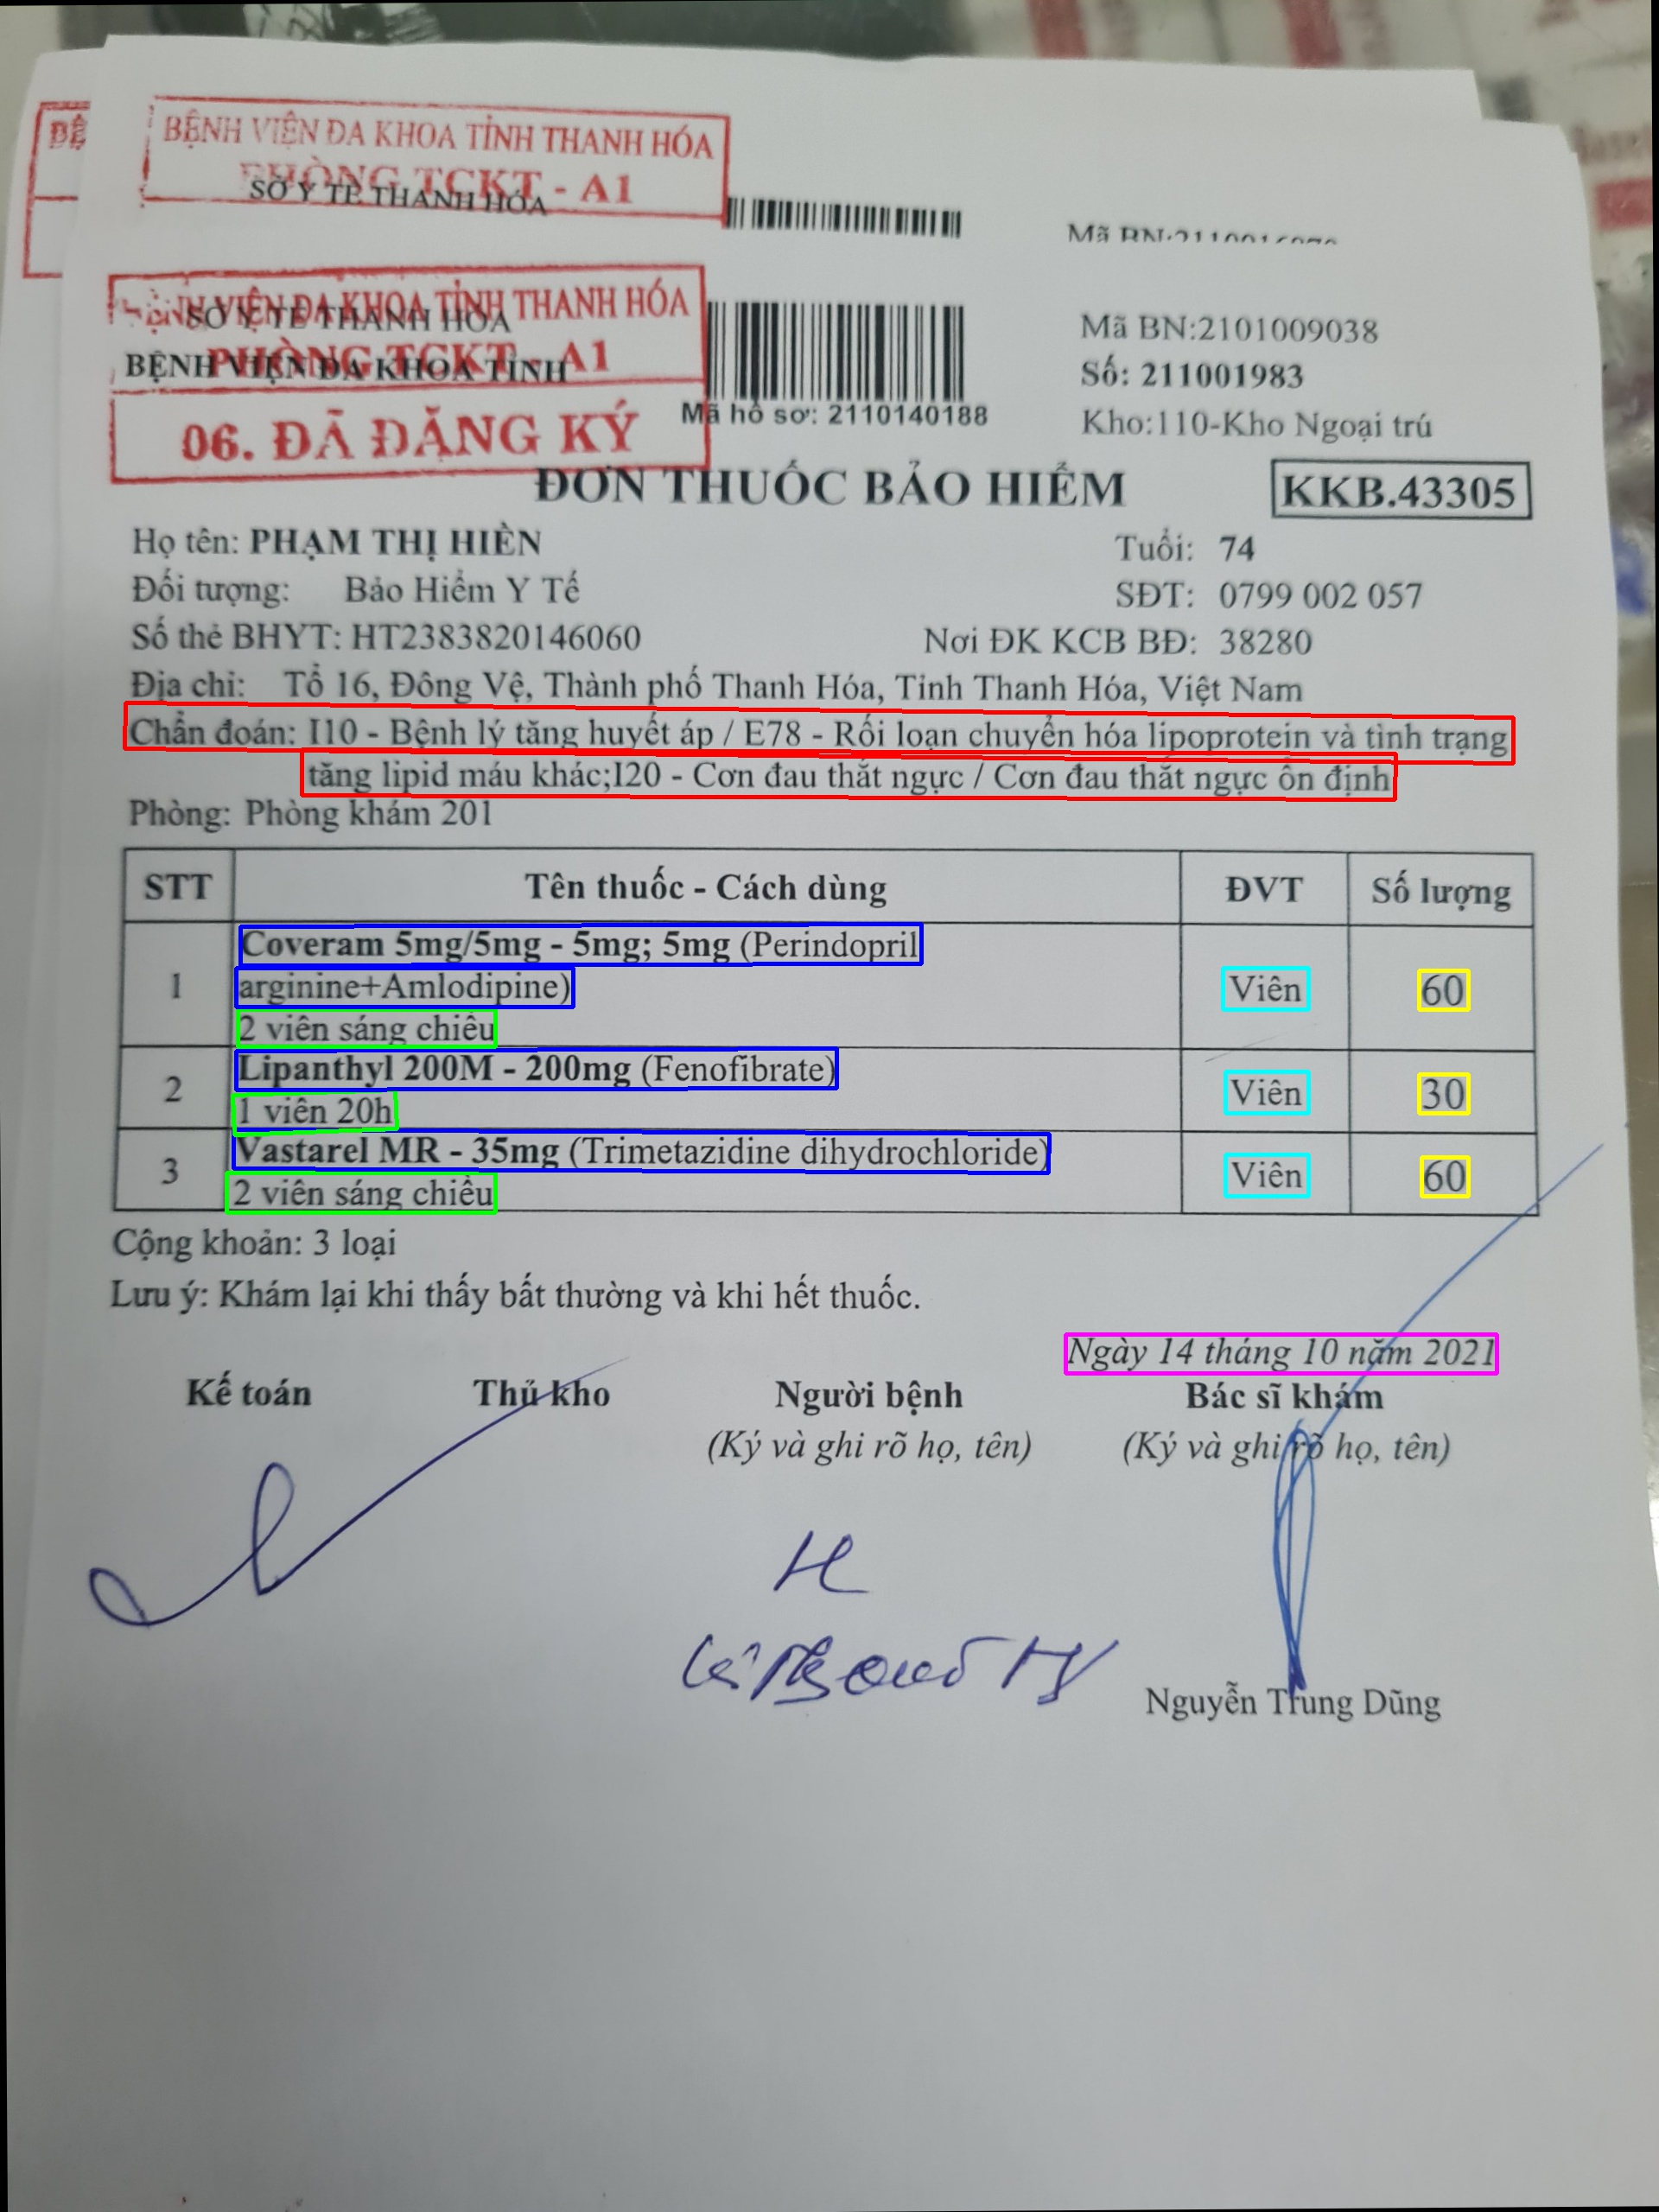 BỆNH VIỆN ĐA KHOA TỈNH THANH HÓA
BỆ
PHÒNG TCKT - A1
SỞ Y TẾ THANH HÓA
BỆNH VIỆN ĐA KHOA TỈNH THANH HÓA
SỞ Y TẾ THANH HÓA
Mã BN:2101009038
PHÒNG TCKT - A1
BỆNH VIỆN ĐA KHOA TỈNH
Số: 211001983
06. ĐÃ ĐĂNG KÝ
Mã hồ sơ: 2110140188
Kho:110-Kho Ngoại trú
ĐƠN THUỐC BẢO HIỂM
KKB.43305
Họ tên: PHẠM THỊ HIỀN Tuổi: 74
Đối tượng: Bảo Hiểm Y Tế SĐT: 0799 002 057
Số thẻ BHYT: HT2383820146060 Nơi ĐK KCB BĐ: 38280
Địa chỉ: Tổ 16, Đông Vệ, Thành phố Thanh Hóa, Tỉnh Thanh Hóa, Việt Nam
Chẩn đoán: I10 - Bệnh lý tăng huyết áp / E78 - Rối loạn chuyển hóa lipoprotein và tình trạng
tăng lipid máu khác;I20 - Cơn đau thắt ngực / Cơn đau thắt ngực ổn định
Phòng: Phòng khám 201
STT Tên thuốc - Cách dùng ĐVT Số lượng
Coveram 5mg/5mg - 5mg; 5mg (Perindopril
1 arginine+Amlodipine) Viên 60
2 viên sáng chiều
2 Lipanthyl 200M - 200mg (Fenofibrate) Viên 30
1 viên 20h
3 Vastarel MR - 35mg (Trimetazidine dihydrochloride) Viên 60
2 viên sáng chiều
Cộng khoản: 3 loại
Lưu ý: Khám lại khi thấy bất thường và khi hết thuốc.
Ngày 14 tháng 10 năm 2021
Kế toán Thủ kho Người bệnh Bác sĩ khám
(Ký và ghi rõ họ, tên) (Ký và ghi rõ họ, tên)
Nguyễn Trung Dũng